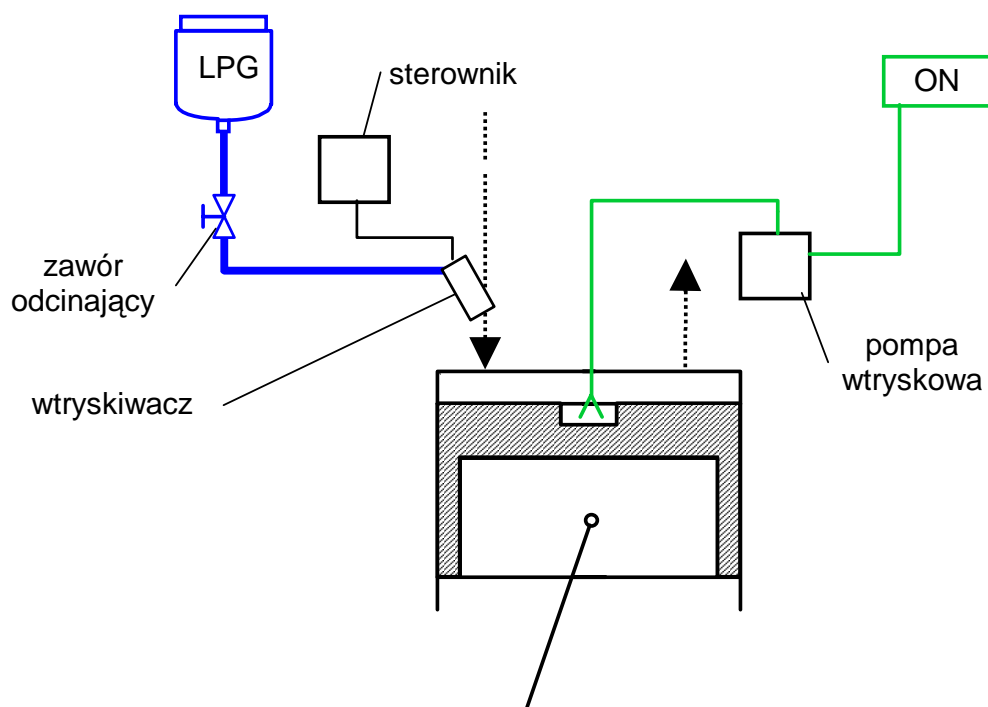 LPG
sterownik
ON
zawór
odcinający
wtryskiwacz
pompa
wtryskowa